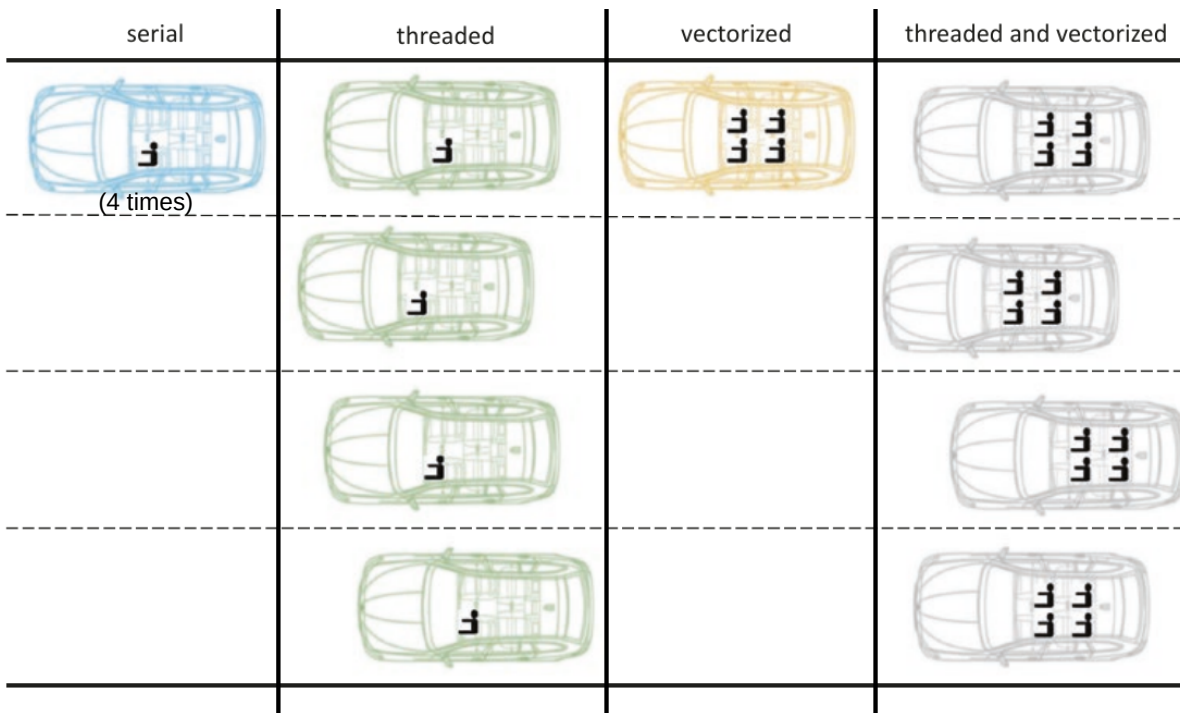 serial
threaded
vectorized
threaded and vectorized
(4 times)